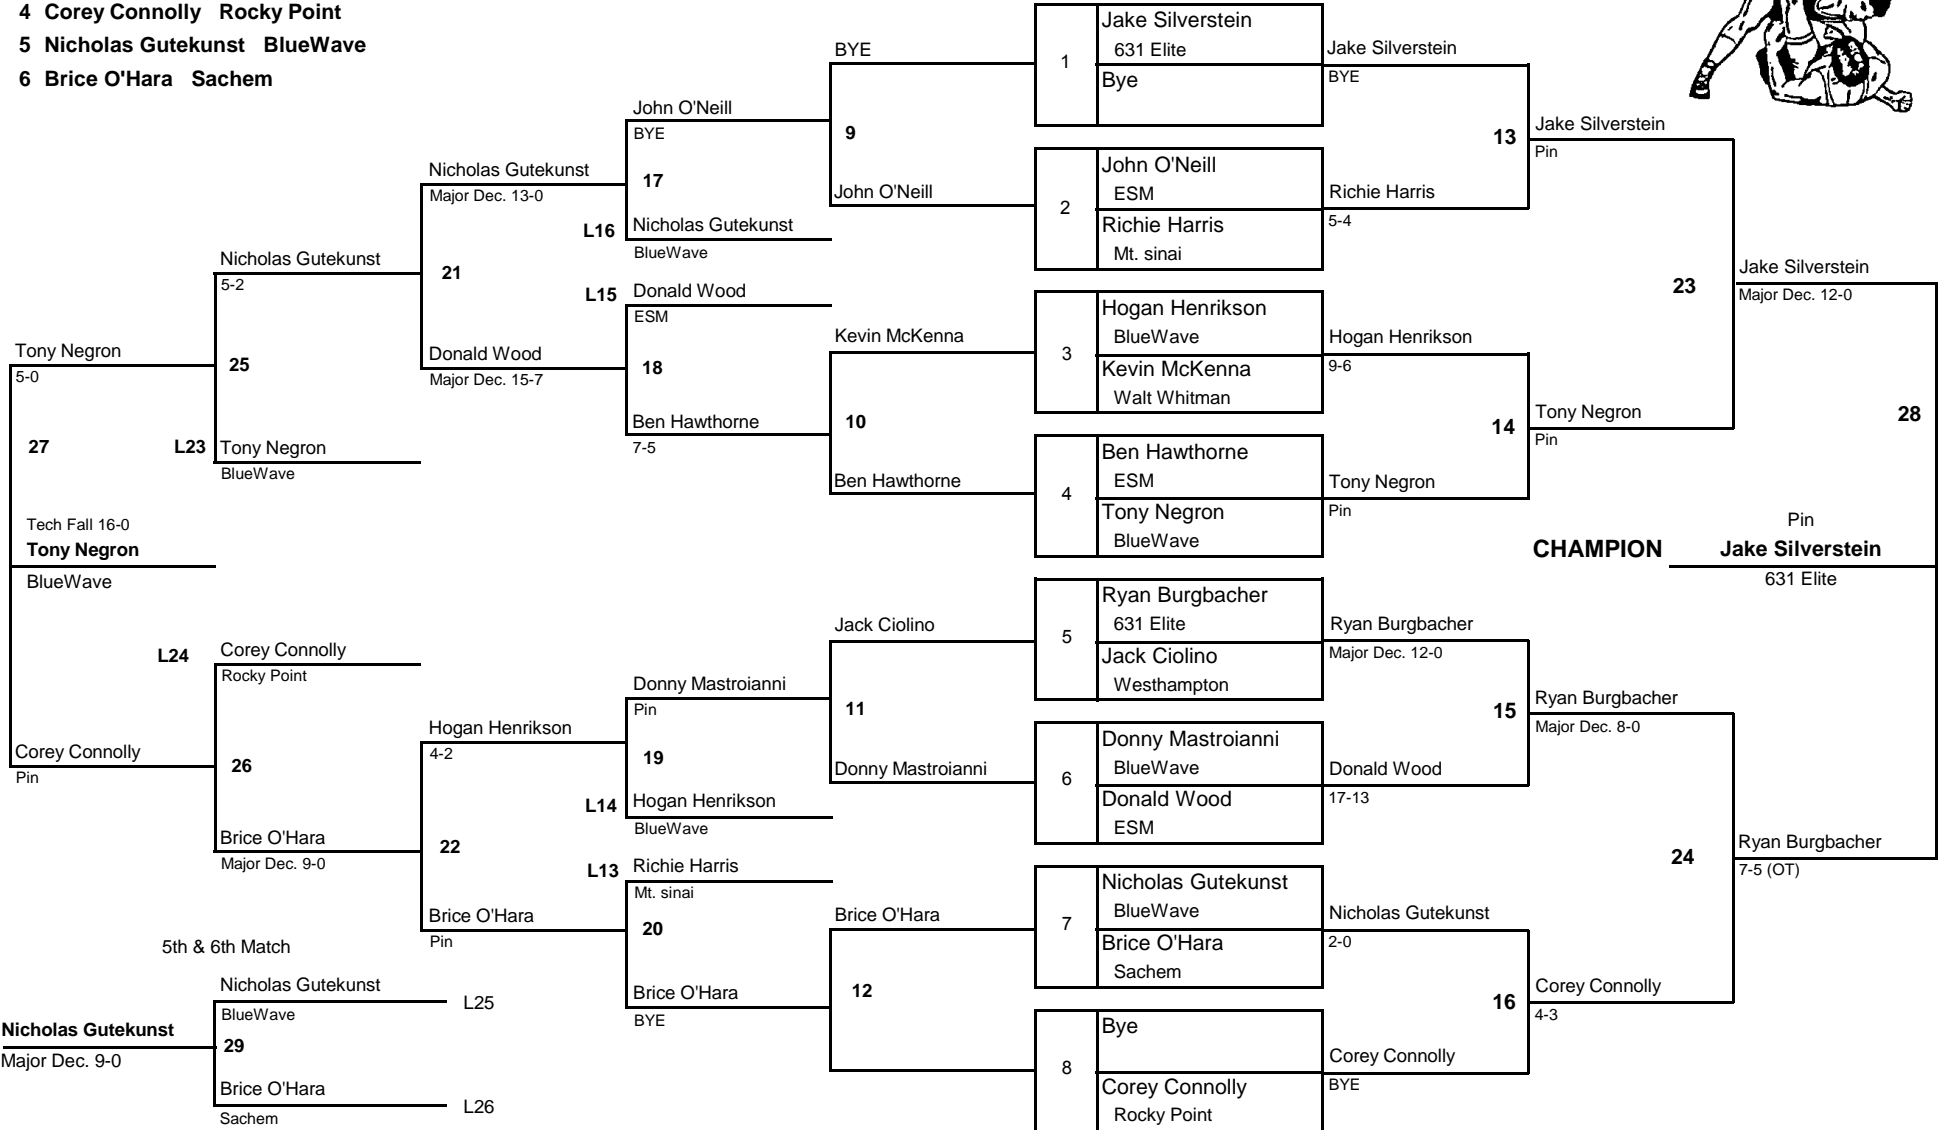 4 Corey Connolly Rocky Point
5 Nicholas Gutekunst BlueWave
6 Brice O'Hara Sachem
Tony Negron
5-0
27
Tech Fall 16-0
Tony Negron
BlueWave
Corey Connolly
Pin
5th & 6th Match
Nicholas Gutekunst
Major Dec. 9-0
Nicholas Gutekunst
5-2
25
L23
Tony Negron
BlueWave
L24
Corey Connolly
Rocky Point
26
Brice O'Hara
Major Dec. 9-0
Nicholas Gutekunst
L25
BlueWave
29
Brice O'Hara
L26
Sachem
Nicholas Gutekunst
Major Dec. 13-0
21
Donald Wood
Major Dec. 15-7
Hogan Henrikson
4-2
22
Brice O'Hara
Pin
John O'Neill
BYE
17
L16
Nicholas Gutekunst
BlueWave
L15
Donald Wood
ESM
18
Ben Hawthorne
7-5
Donny Mastroianni
Pin
19
L14
Hogan Henrikson
BlueWave
L13
Richie Harris
Mt. sinai
20
Brice O'Hara
BYE
BYE
9
John O'Neill
Kevin McKenna
10
Ben Hawthorne
Jack Ciolino
11
Donny Mastroianni
Brice O'Hara
12
1
Jake Silverstein
631 Elite
Bye
2
John O'Neill
ESM
Richie Harris
Mt. sinai
3
Hogan Henrikson
BlueWave
Kevin McKenna
Walt Whitman
4
Ben Hawthorne
ESM
Tony Negron
BlueWave
5
Ryan Burgbacher
631 Elite
Jack Ciolino
Westhampton
6
Donny Mastroianni
BlueWave
Donald Wood
ESM
7
Nicholas Gutekunst
BlueWave
Brice O'Hara
Sachem
8
Bye
Corey Connolly
Rocky Point
Jake Silverstein
BYE
13
Richie Harris
5-4
Hogan Henrikson
9-6
14
Tony Negron
Pin
Ryan Burgbacher
Major Dec. 12-0
15
Donald Wood
17-13
Nicholas Gutekunst
2-0
16
Corey Connolly
BYE
Jake Silverstein
Pin
23
Tony Negron
Pin
Ryan Burgbacher
Major Dec. 8-0
24
Corey Connolly
4-3
Jake Silverstein
Major Dec. 12-0
28
Pin
CHAMPION Jake Silverstein
631 Elite
Ryan Burgbacher
7-5 (OT)